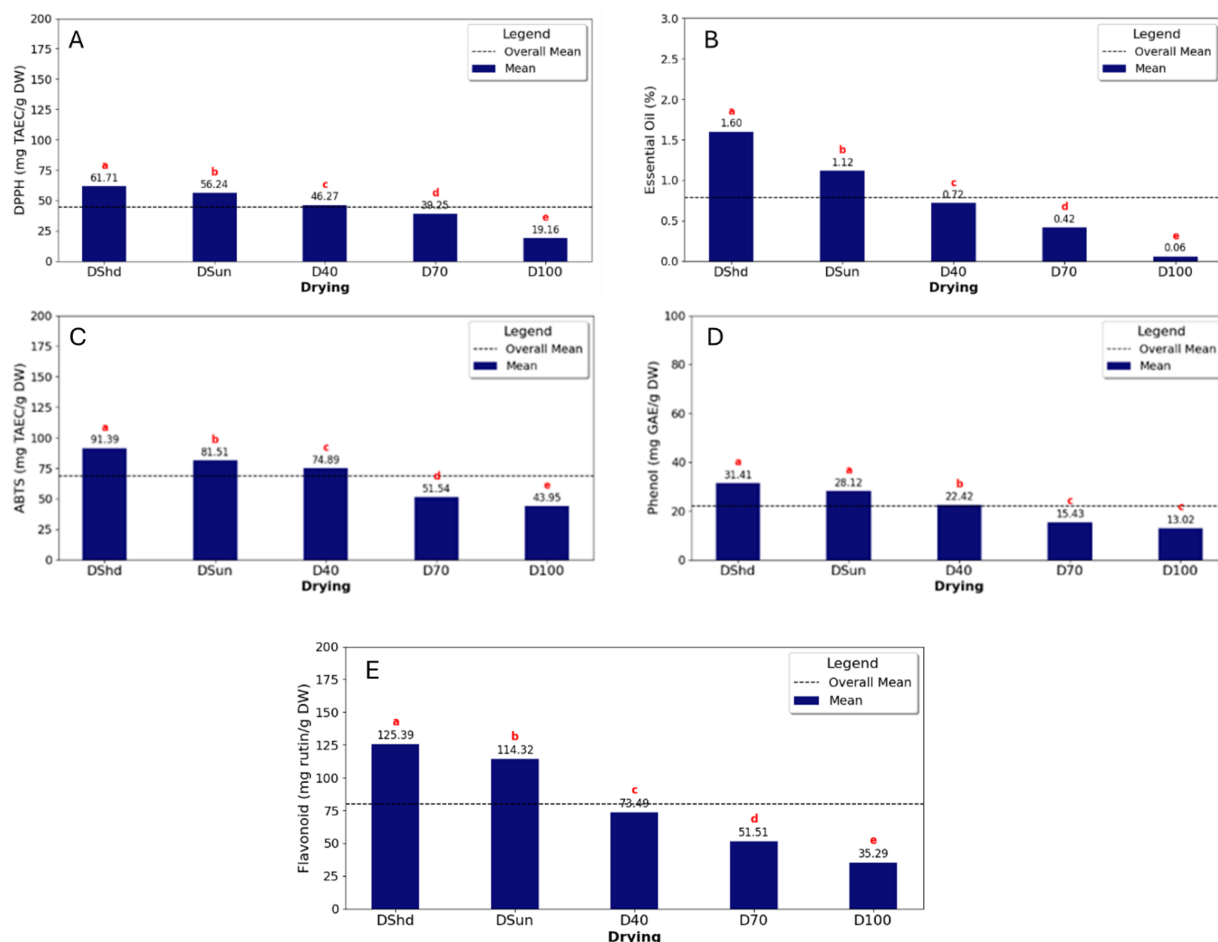 A
DPPH (mg TAEC/g DW)
200
175
150
125
100
75
50
25
0
Legend
Overall Mean
Mean
a
61.71
b
56.24
c
46.27
d
39.25
e
19.16
DShd DSun D40 D70 D100
Drying
B
Essential Oil (%)
3.0
2.5
2.0
1.5
1.0
0.5
0.0
Legend
Overall Mean
Mean
a
1.60
b
1.12
c
0.72
d
0.42
e
0.06
DShd DSun D40 D70 D100
Drying
C
ABTS (mg TAEC/g DW)
200
175
150
125
100
75
50
25
0
Legend
Overall Mean
Mean
a
91.39
b
81.51
c
74.89
d
51.54
e
43.95
DShd DSun D40 D70 D100
Drying
D
Phenol (mg GAE/g DW)
100
80
60
40
20
0
Legend
Overall Mean
Mean
a
31.41
a
28.12
b
22.42
c
15.43
c
13.02
DShd DSun D40 D70 D100
Drying
E
Flavonoid (mg rutin/g DW)
200
175
150
125
100
75
50
25
0
Legend
Overall Mean
Mean
a
125.39
b
114.32
c
73.49
d
51.51
e
35.29
DShd DSun D40 D70 D100
Drying